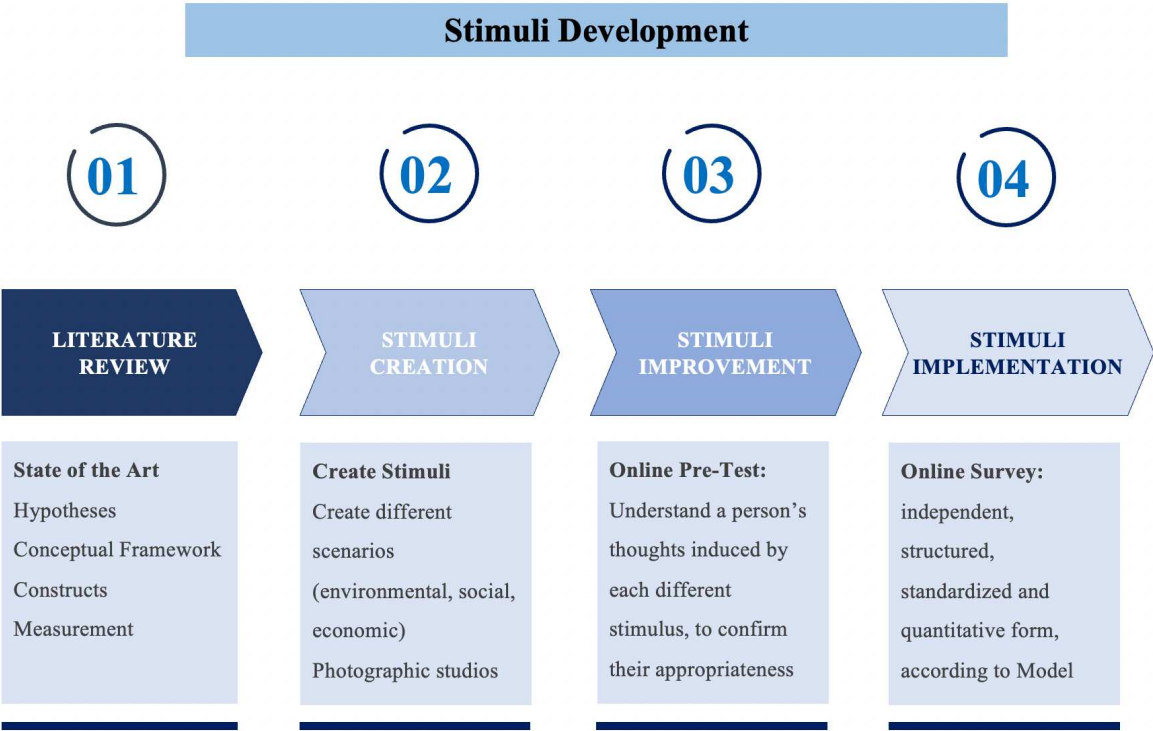 Stimuli Development
01
02
03
04
LITERATURE
REVIEW
STIMULI
CREATION
STIMULI
IMPROVEMENT
STIMULI
IMPLEMENTATION
State of the Art
Hypotheses
Conceptual Framework
Constructs
Measurement
Create Stimuli
Create different
scenarios
(environmental, social,
economic)
Photographic studios
Online Pre-Test:
Understand a person’s
thoughts induced by
each different
stimulus, to confirm
their appropriateness
Online Survey:
independent,
structured,
standardized and
quantitative form,
according to Model